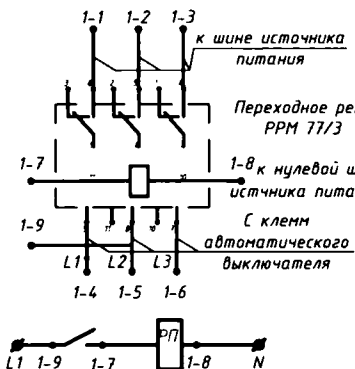 1-1 1-2 1-3
к шине источника
питания
Переходное ре
РРМ 77/3
1-7 1-8
к нулевой ш
истчника пита
1-9
С клемм
автоматического
выключателя
L1 L2 L3
1-4 1-5 1-6
РП
L1 1-9 1-7 1-8 N